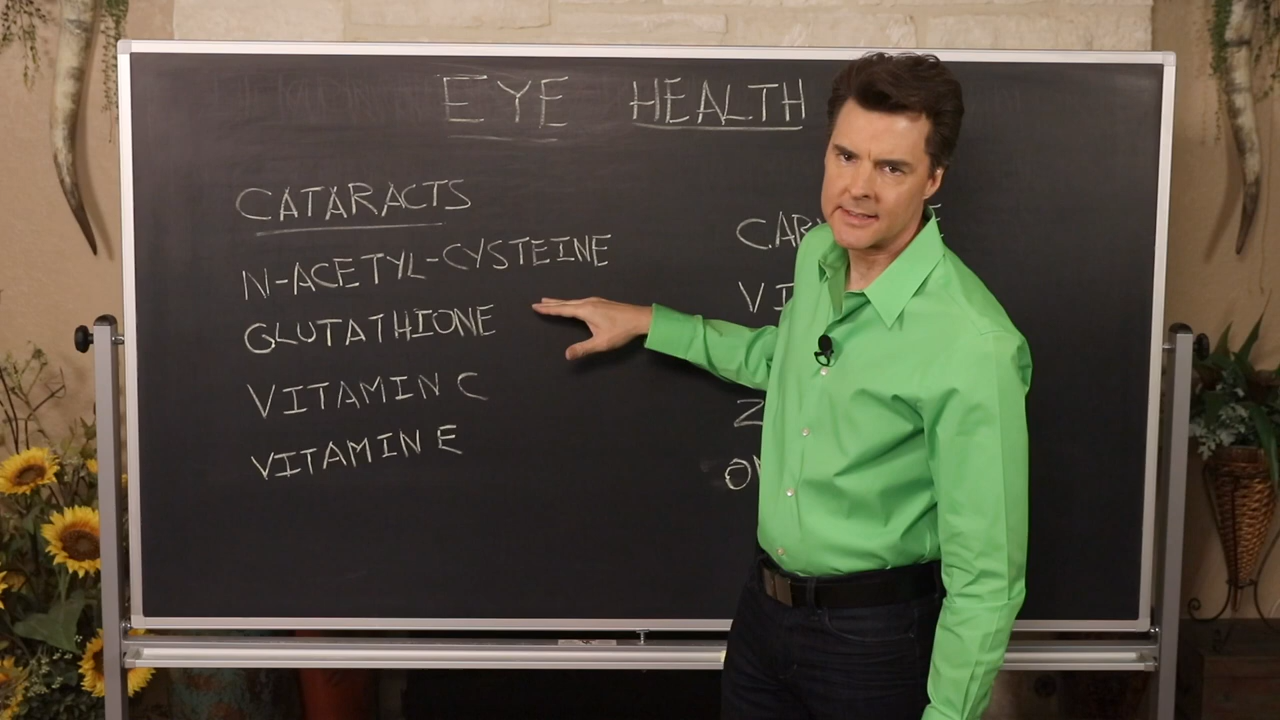 EYE HEALTH
CATARACTS
N-ACETYL-CYSTEINE
GLUTATHIONE
VITAMIN C
VITAMIN E